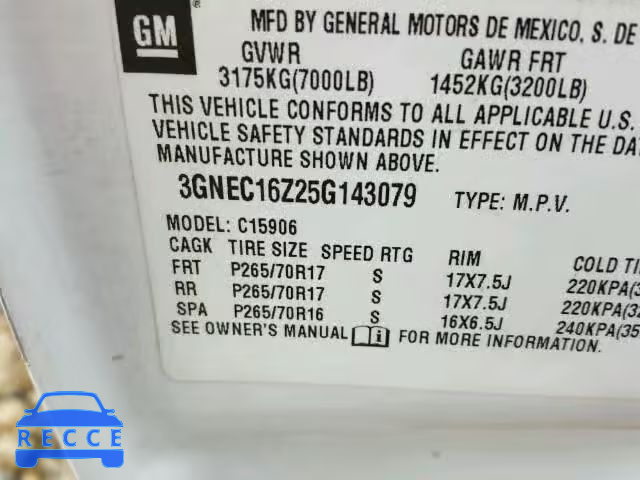 GM
®
MFD BY GENERAL MOTORS DE MEXICO, S. DE
GVWR GAWR FRT
3175KG(7000LB) 1452KG(3200LB)
THIS VEHICLE CONFORMS TO ALL APPLICABLE U.S.
VEHICLE SAFETY STANDARDS IN EFFECT ON THE DAT
MANUFACTURE SHOWN ABOVE.
3GNEC16Z25G143079 TYPE: M.P.V.
MODEL: C15906
CAGK TIRE SIZE SPEED RTG RIM COLD TI
FRT P265/70R17 S 17X7.5J 220KPA(3
RR P265/70R17 S 17X7.5J 220KPA(32
SPA P265/70R16 S 16X6.5J 240KPA(35
SEE OWNER'S MANUAL i FOR MORE INFORMATION.
RECCE